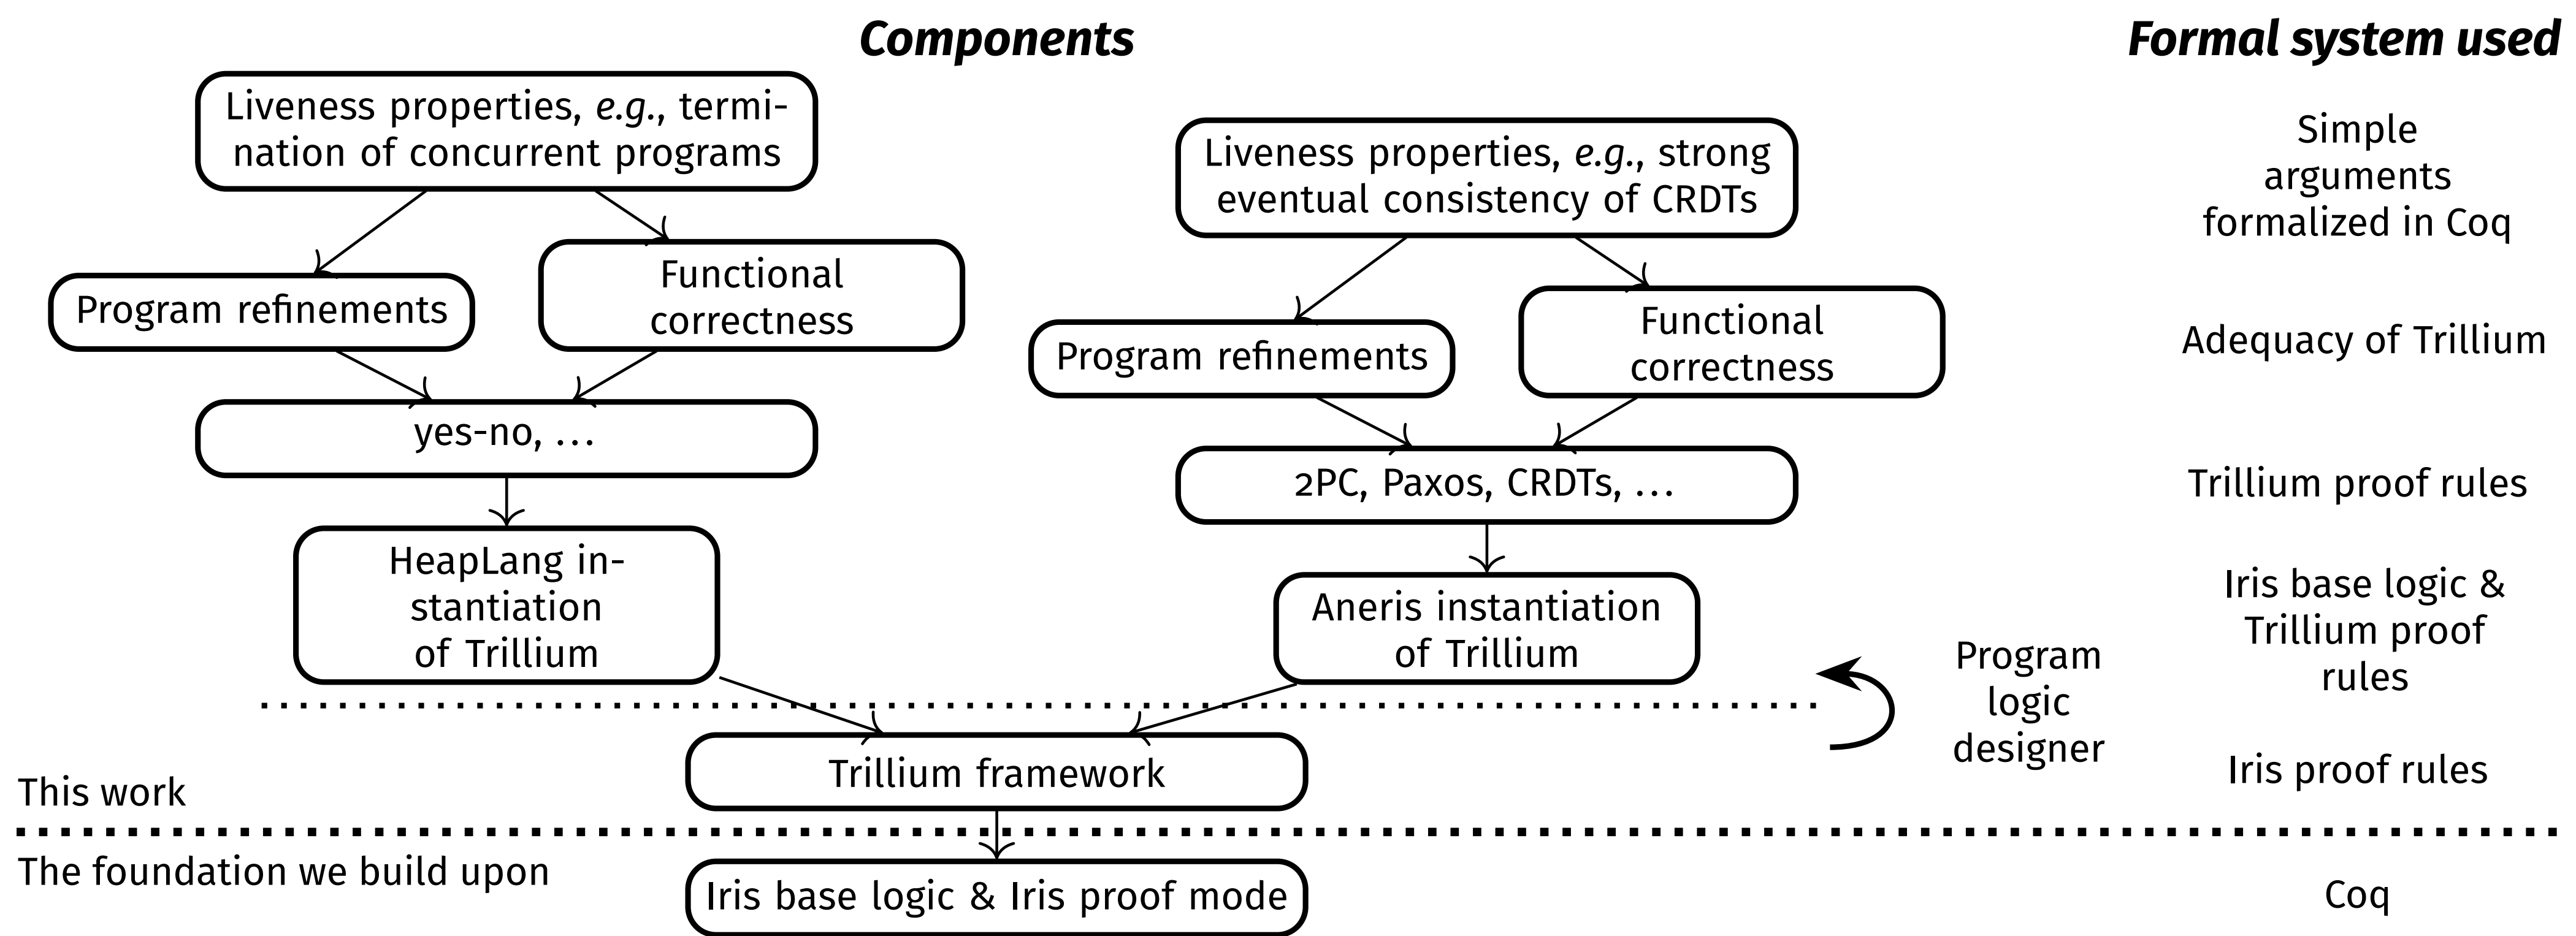 Components
Formal system used
Liveness properties, e.g., termi-
nation of concurrent programs
Liveness properties, e.g., strong
eventual consistency of CRDTs
Simple
arguments
formalized in Coq
Program refinements
Functional
correctness
Program refinements
Functional
correctness
Adequacy of Trillium
yes-no, …
2PC, Paxos, CRDTs, …
Trillium proof rules
HeapLang in-
stantiation
of Trillium
Aneris instantiation
of Trillium
Iris base logic &
Trillium proof
rules
Program
logic
designer
Trillium framework
Iris proof rules
This work
The foundation we build upon
Iris base logic & Iris proof mode
Coq